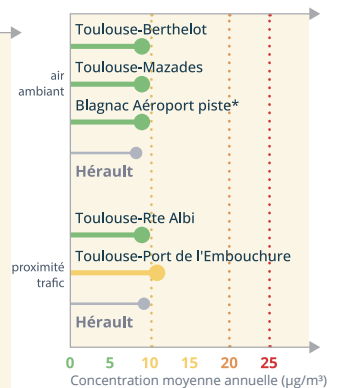 Toulouse-Berthelot
Toulouse-Mazades
air
ambiant
Blagnac Aéroport piste*
Hérault
Toulouse-Rte Albi
Toulouse-Port de l'Embouchure
proximité
trafic
Hérault
0 5 10 15 20 25
Concentration moyenne annuelle (µg/m³)